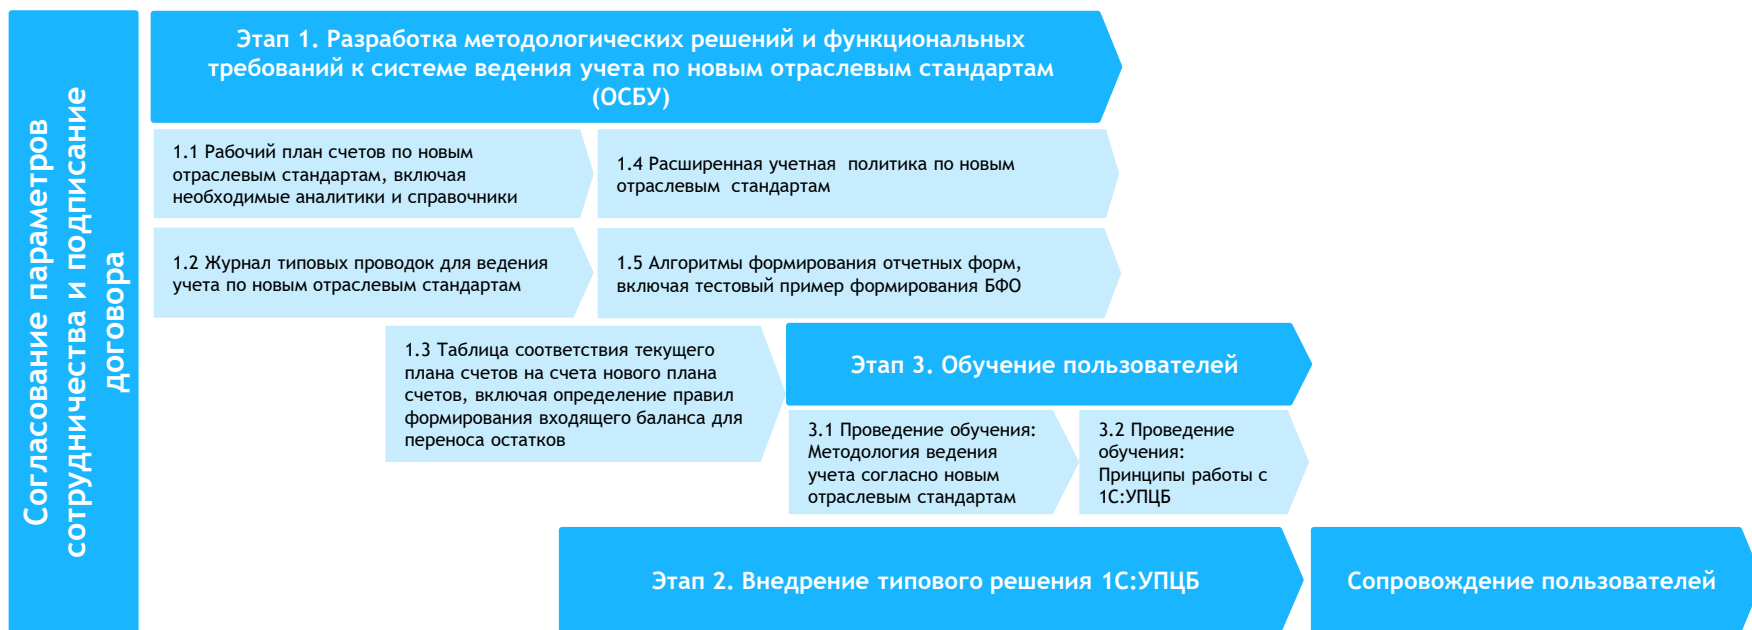 Согласование параметров
сотрудничества и подписание
договора
Этап 1. Разработка методологических решений и функциональных
требований к системе ведения учета по новым отраслевым стандартам
(ОСБУ)
1.1 Рабочий план счетов по новым
отраслевым стандартам, включая
необходимые аналитики и справочники
1.4 Расширенная учетная политика по новым
отраслевым стандартам
1.2 Журнал типовых проводок для ведения
учета по новым отраслевым стандартам
1.5 Алгоритмы формирования отчетных форм,
включая тестовый пример формирования БФО
1.3 Таблица соответствия текущего
плана счетов на счета нового плана
счетов, включая определение правил
формирования входящего баланса для
переноса остатков
Этап 3. Обучение пользователей
3.1 Проведение обучения:
Методология ведения
учета согласно новым
отраслевым стандартам
3.2 Проведение
обучения:
Принципы работы с
1С:УПЦБ
Этап 2. Внедрение типового решения 1С:УПЦБ
Сопровождение пользователей